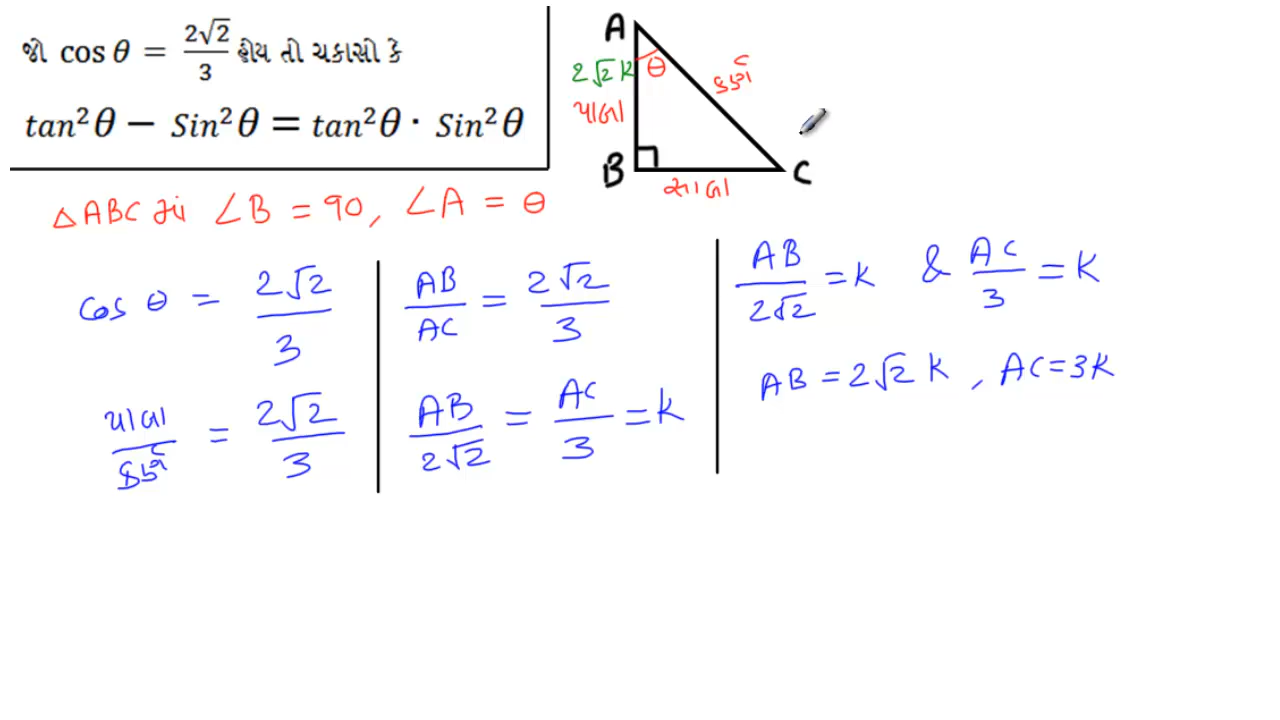 જો cos θ = 2√2/3 હોય તો ચકાસો કે
tan²θ − Sin²θ = tan²θ · Sin²θ
A
2√2 K
θ
કર્ણ
પાબા
B
સાબા
C
△ABC માં ∠B = 90, ∠A = θ
cos θ = 2√2/3
પાબા/કર્ણ = 2√2/3
AB/AC = 2√2/3
AB/2√2 = AC/3 = K
AB/2√2 = K & AC/3 = K
AB = 2√2 K , AC = 3K